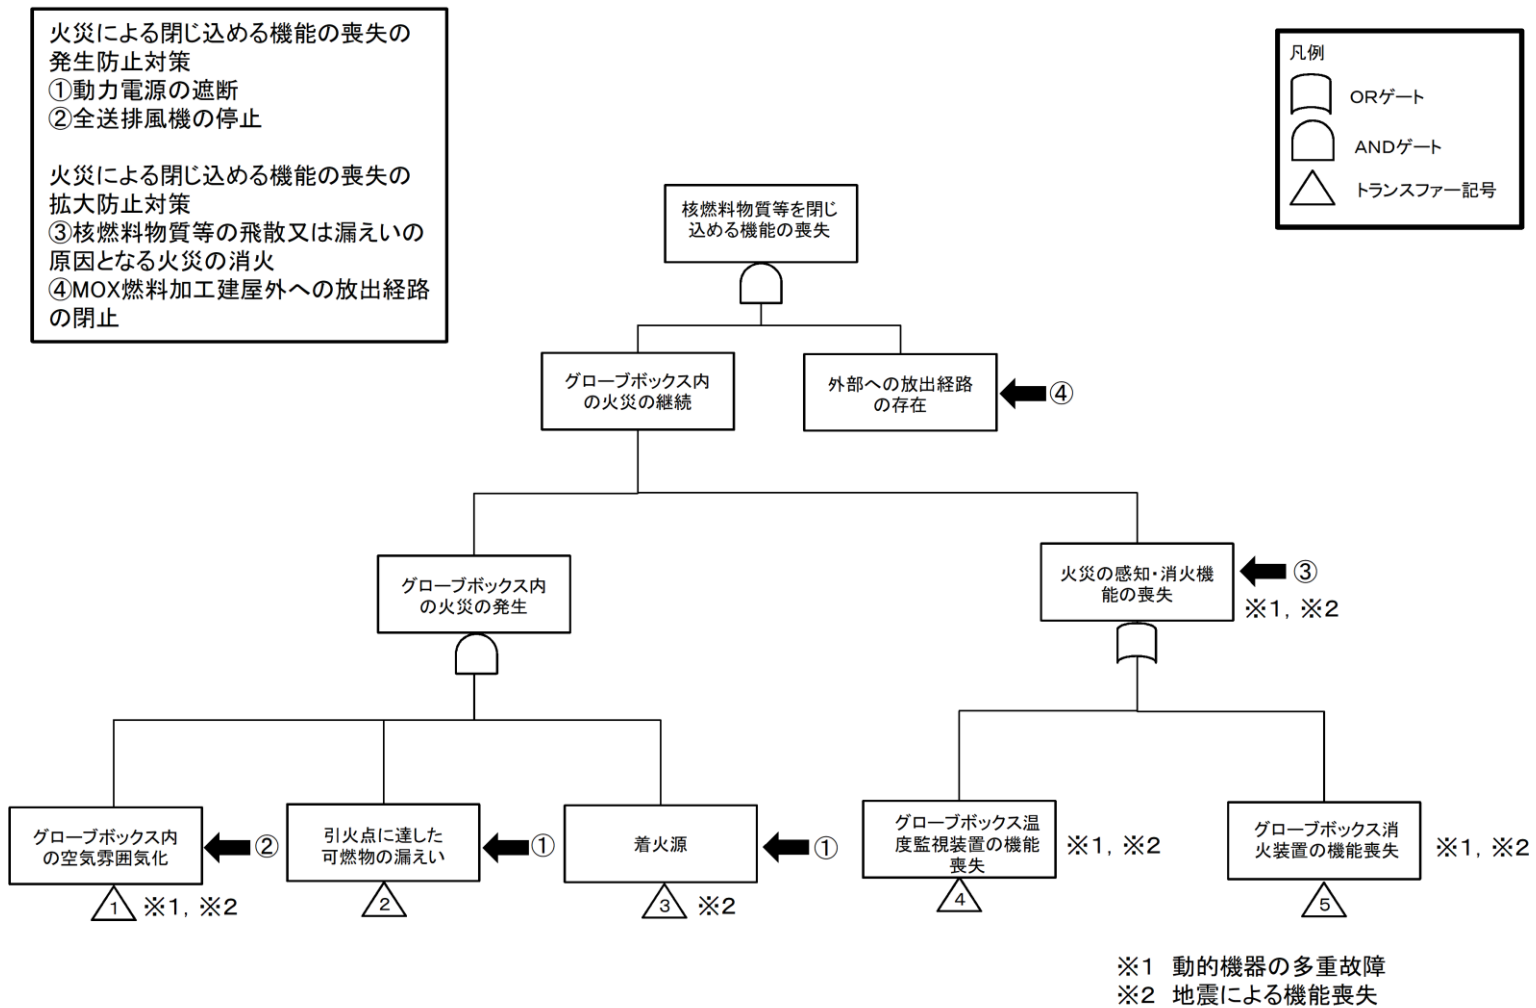 火災による閉じ込める機能の喪失の
発生防止対策
①動力電源の遮断
②全送排風機の停止
火災による閉じ込める機能の喪失の
拡大防止対策
③核燃料物質等の飛散又は漏えいの
原因となる火災の消火
④MOX燃料加工建屋外への放出経路
の閉止
凡例
ORゲート
ANDゲート
トランスファー記号
核燃料物質等を閉じ
込める機能の喪失
グローブボックス内
の火災の継続
外部への放出経路
の存在
④
グローブボックス内
の火災の発生
火災の感知・消火機
能の喪失
③
※1, ※2
グローブボックス内
の空気雰囲気化
②
1 ※1, ※2
引火点に達した
可燃物の漏えい
①
2
着火源
①
3 ※2
グローブボックス温
度監視装置の機能
喪失
※1, ※2
4
グローブボックス消
火装置の機能喪失
※1, ※2
5
※1 動的機器の多重故障
※2 地震による機能喪失